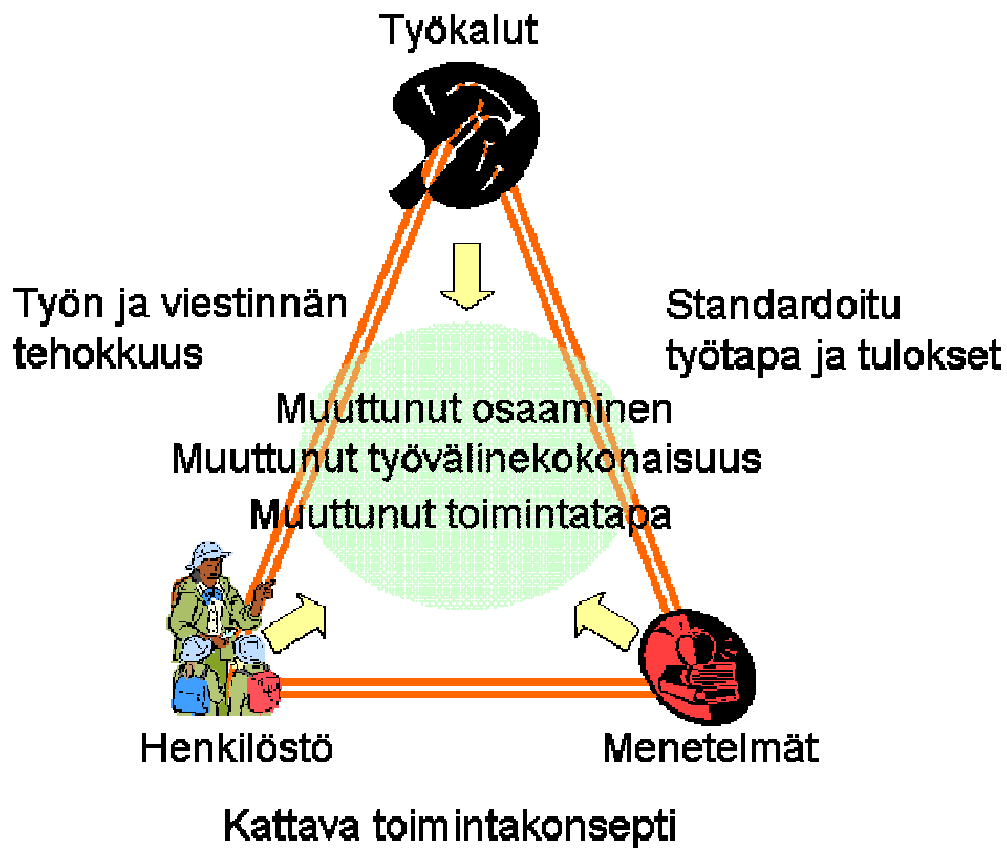 Työkalut
Työn ja viestinnän
tehokkuus
Standardoitu
työtapa ja tulokset
Muuttunut osaaminen
Muuttunut työvälinekokonaisuus
Muuttunut toimintatapa
Henkilöstö
Menetelmät
Kattava toimintakonsepti